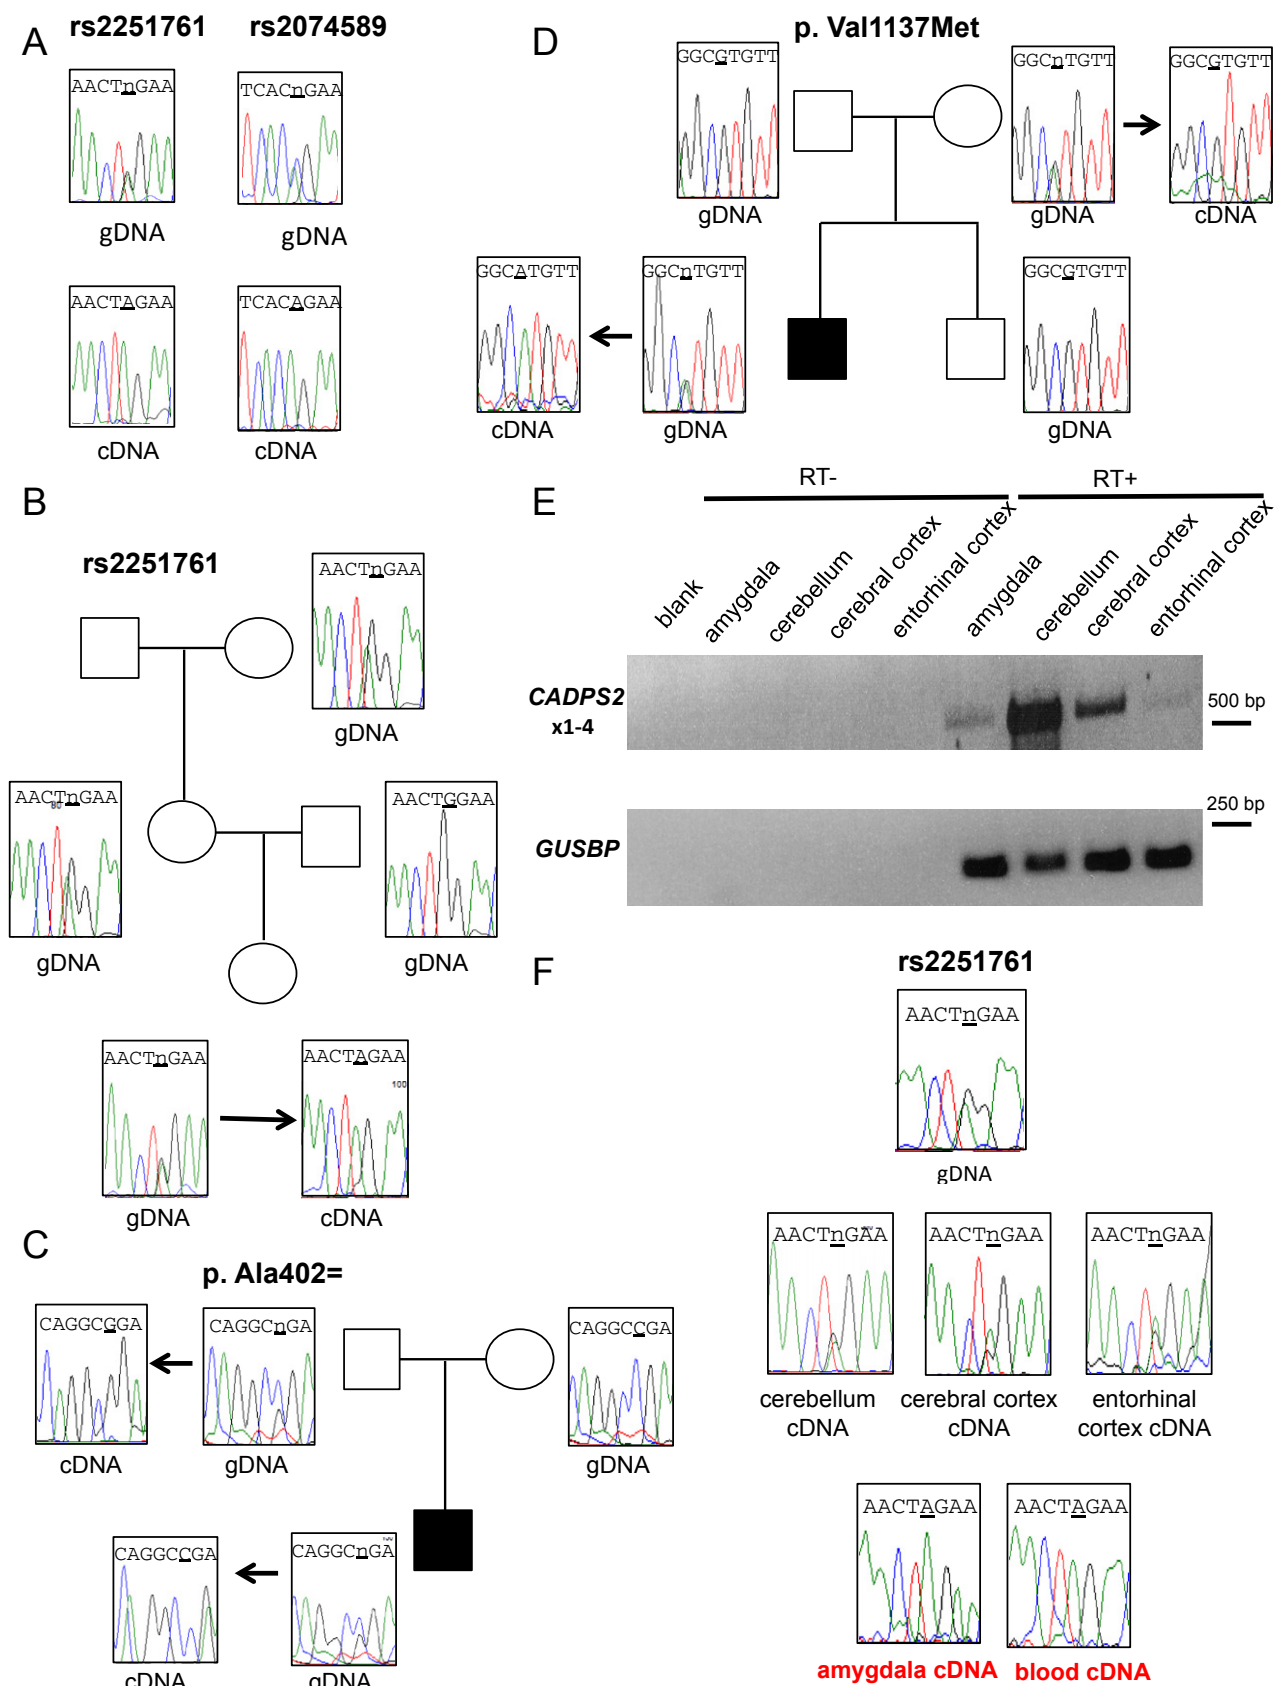 A
rs2251761
rs2074589
AACTnGAA
TCACnGAA
gDNA
gDNA
AACTAGAA
TCACAGAA
cDNA
cDNA
B
rs2251761
AACTnGAA
gDNA
AACTnGAA
80
AACTGGAA
gDNA
gDNA
AACTnGAA
AACTAGAA
100
gDNA
cDNA
C
p. Ala402=
CAGGCGGA
CAGGCnGA
CAGGCCGA
cDNA
gDNA
gDNA
CAGGCCGA
CAGGCnGA
cDNA
gDNA
D
p. Val1137Met
GGCGTGTT
GGCnTGTT
GGCGTGTT
gDNA
gDNA
cDNA
GGCATGTT
GGCnTGTT
GGCGTGTT
cDNA
gDNA
gDNA
E
RT-
RT+
blank
amygdala
cerebellum
cerebral cortex
entorhinal cortex
amygdala
cerebellum
cerebral cortex
entorhinal cortex
CADPS2
x1-4
500 bp
GUSBP
250 bp
F
rs2251761
AACTnGAA
gDNA
AACTnGAA
AACTnGAA
AACTnGAA
cerebellum
cDNA
cerebral cortex
cDNA
entorhinal
cortex cDNA
AACTAGAA
AACTAGAA
amygdala cDNA
blood cDNA